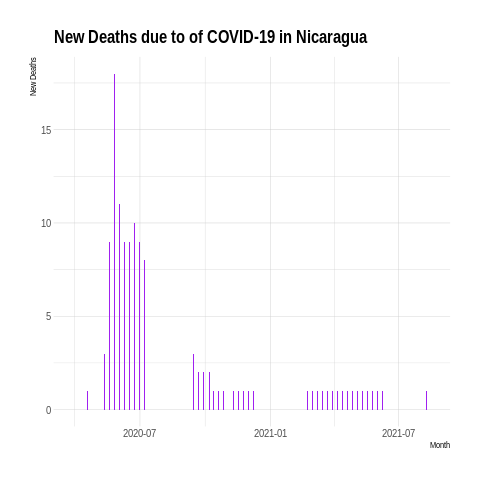 New Deaths due to of COVID-19 in Nicaragua
New Deaths
15
10
5
0
2020-07
2021-01
2021-07
Month